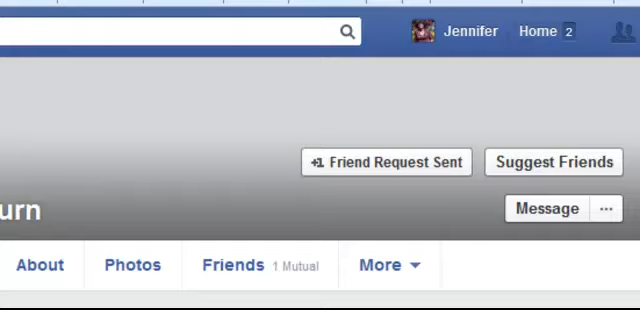 Jennifer Home 2
+1 Friend Request Sent Suggest Friends
urn Message ...
About Photos Friends 1 Mutual More